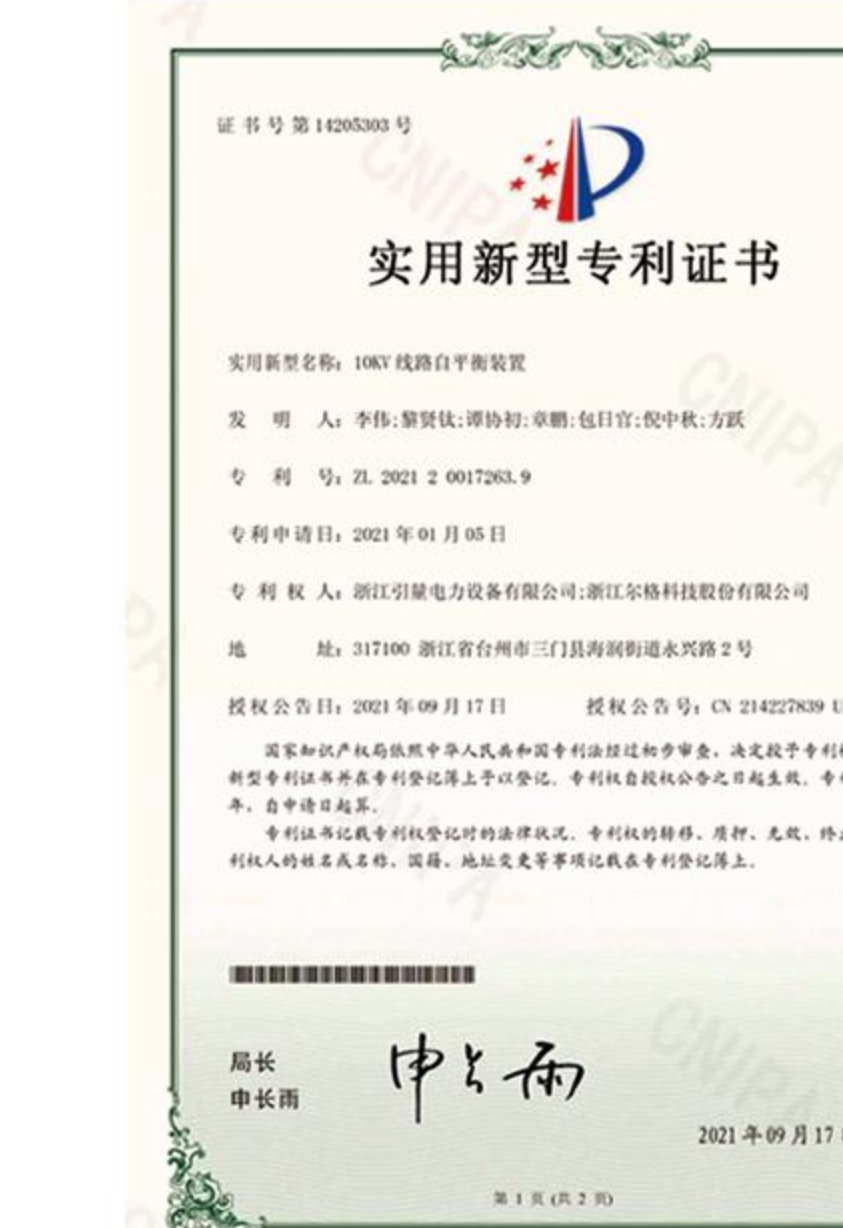 证书号第14205303号
实用新型专利证书
实用新型名称：10KV 线路自平衡装置
发 明 人：李伟;黎贤钛;谭协初;章鹏;包日官;倪中秋;方跃
专 利 号：ZL 2021 2 0017263.9
专利申请日：2021年01月05日
专 利 权 人：浙江引量电力设备有限公司;浙江尔格科技股份有限公司
地 址：317100 浙江省台州市三门县海润街道永兴路2号
授权公告日：2021年09月17日 授权公告号：CN 214227839 U
国家知识产权局依照中华人民共和国专利法经过初步审查，决定授予专利
新型专利证书并在专利登记簿上予以登记。专利权自授权公告之日起生效。专
年，自申请日起算。
专利证书记载专利权登记时的法律状况。专利权的转移、质押、无效、终
利权人的姓名或名称、国籍、地址变更等事项记载在专利登记簿上。
局长
申长雨
申长雨
2021年09月17
第 1 页 (共 2 页)
CNIPA
CNIPA
CNIPA
CNIPA